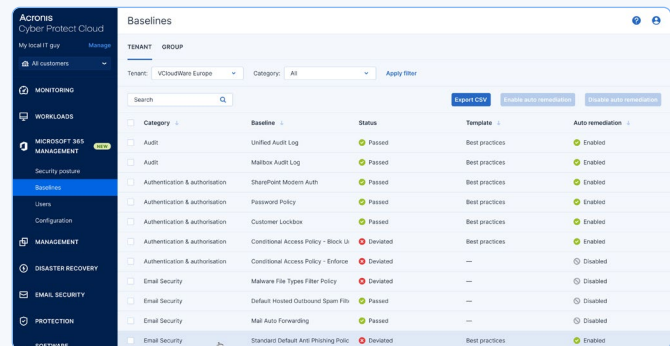 Acronis
Cyber Protect Cloud
My local IT guy Manage
All customers
MONITORING
WORKLOADS
MICROSOFT 365 MANAGEMENT NEW
Security posture
Baselines
Users
Configuration
MANAGEMENT
DISASTER RECOVERY
EMAIL SECURITY
PROTECTION
SOFTWARE
Baselines
TENANT GROUP
Tenant: VCloudWare Europe Category: All Apply filter
Search Export CSV Enable auto remediation Disable auto remediation
Category Baseline Status Template Auto remediation
Audit Unified Audit Log Passed Best practices Enabled
Audit Mailbox Audit Log Passed Best practices Enabled
Authentication & authorisation SharePoint Modern Auth Passed Best practices Enabled
Authentication & authorisation Password Policy Passed Best practices Enabled
Authentication & authorisation Customer Lockbox Passed Best practices Enabled
Authentication & authorisation Conditional Access Policy - Block Deviated Best practices Enabled
Authentication & authorisation Conditional Access Policy - Enforce Deviated — Disabled
Email Security Malware File Types Filter Policy Deviated — Disabled
Email Security Default Hosted Outbound Spam Passed — Disabled
Email Security Mail Auto Forwarding Passed — Disabled
Email Security Standard Default Anti Phishing Polic Deviated Best practices Enabled